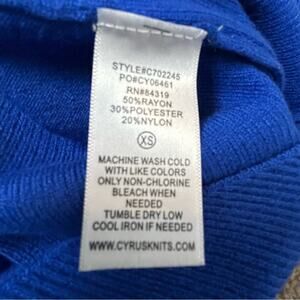 STYLE#C702245
PO#CY06461
RN#84319
50%RAYON
30%POLYESTER
20%NYLON
XS
MACHINE WASH COLD
WITH LIKE COLORS
ONLY NON-CHLORINE
BLEACH WHEN
NEEDED
TUMBLE DRY LOW
COOL IRON IF NEEDED
WWW.CYRUSKNITS.COM